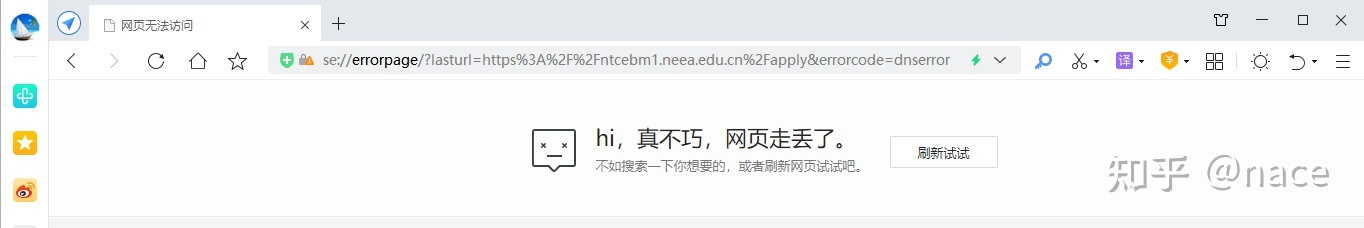 网页无法访问
se://errorpage/?lasturl=https%3A%2F%2Fntcebm1.neea.edu.cn%2Fapply&errorcode=dnserror
译
hi，真不巧，网页走丢了。
不如搜索一下你想要的，或者刷新网页试试吧。
刷新试试
知乎 @nace